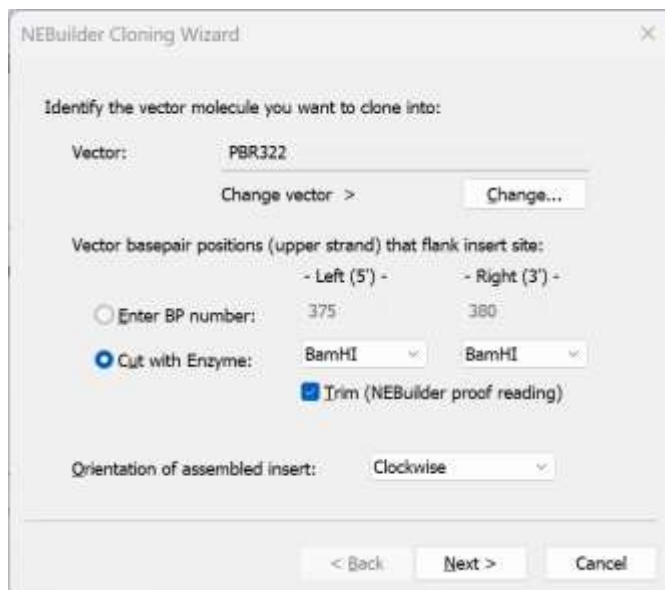 NEBuilder Cloning Wizard
Identify the vector molecule you want to clone into:
Vector: PBR322
Change vector > Change...
Vector basepair positions (upper strand) that flank insert site:
- Left (5') - - Right (3') -
Enter BP number: 375 380
Cut with Enzyme: BamHI BamHI
Trim (NEBuilder proof reading)
Orientation of assembled insert: Clockwise
< Back Next > Cancel